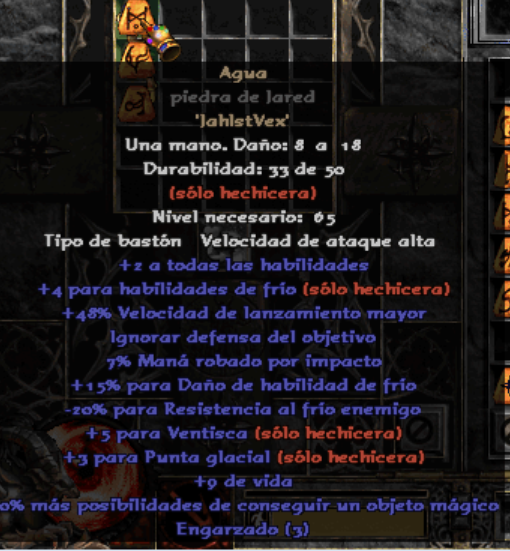 Agua
piedra de Jared
'JahIstVex'
Una mano. Daño: 8 a 18
Durabilidad: 33 de 50
(sólo hechicera)
Nivel necesario: 65
Tipo de bastón Velocidad de ataque alta
+2 a todas las habilidades
+4 para habilidades de frío (sólo hechicera)
+48% Velocidad de lanzamiento mayor
Ignorar defensa del objetivo
7% Maná robado por impacto
+15% para Daño de habilidad de frío
-20% para Resistencia al frío enemigo
+5 para Ventisca (sólo hechicera)
+3 para Punta glacial (sólo hechicera)
+9 de vida
0% más posibilidades de conseguir un objeto mágico
Engarzado (3)